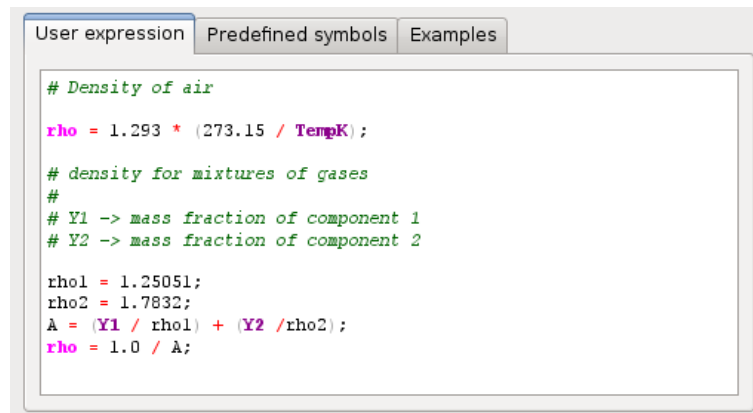 User expression Predefined symbols Examples
# Density of air
rho = 1.293 * (273.15 / TempK);
# density for mixtures of gases
#
# Y1 -> mass fraction of component 1
# Y2 -> mass fraction of component 2
rho1 = 1.25051;
rho2 = 1.7832;
A = (Y1 / rho1) + (Y2 /rho2);
rho = 1.0 / A;